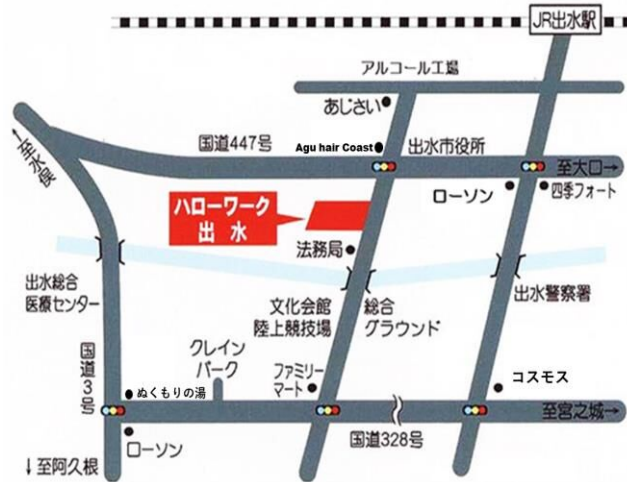 JR出水駅
アルコール工場
あじさい
Agu hair Coast
国道447号
出水市役所
至大口→
←至水俣
ローソン
四季フォート
ハローワーク
出水
法務局
出水総合
医療センター
文化会館
陸上競技場
総合
グラウンド
出水警察署
国道3号
クレイン
パーク
ファミリー
マート
コスモス
ぬくもりの湯
至宮之城→
ローソン
国道328号
↓至阿久根